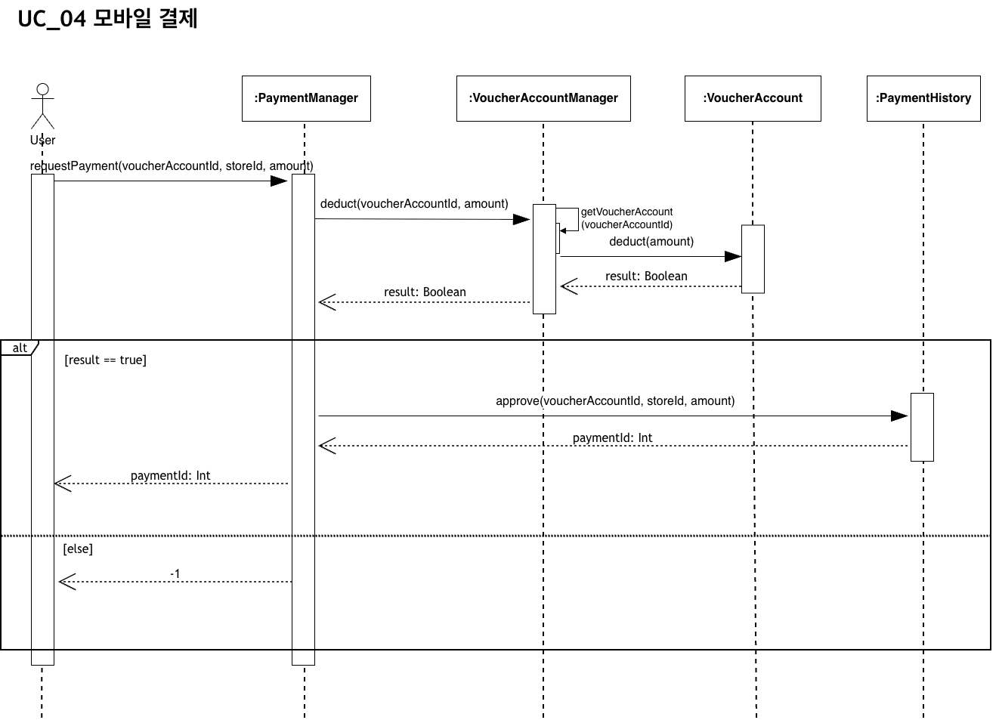 UC_04 모바일 결제
:PaymentManager
:VoucherAccountManager
:VoucherAccount
:PaymentHistory
User
requestPayment(voucherAccountId, storeId, amount)
deduct(voucherAccountId, amount)
getVoucherAccount
(voucherAccountId)
deduct(amount)
result: Boolean
result: Boolean
alt
[result == true]
approve(voucherAccountId, storeId, amount)
paymentId: Int
paymentId: Int
[else]
-1